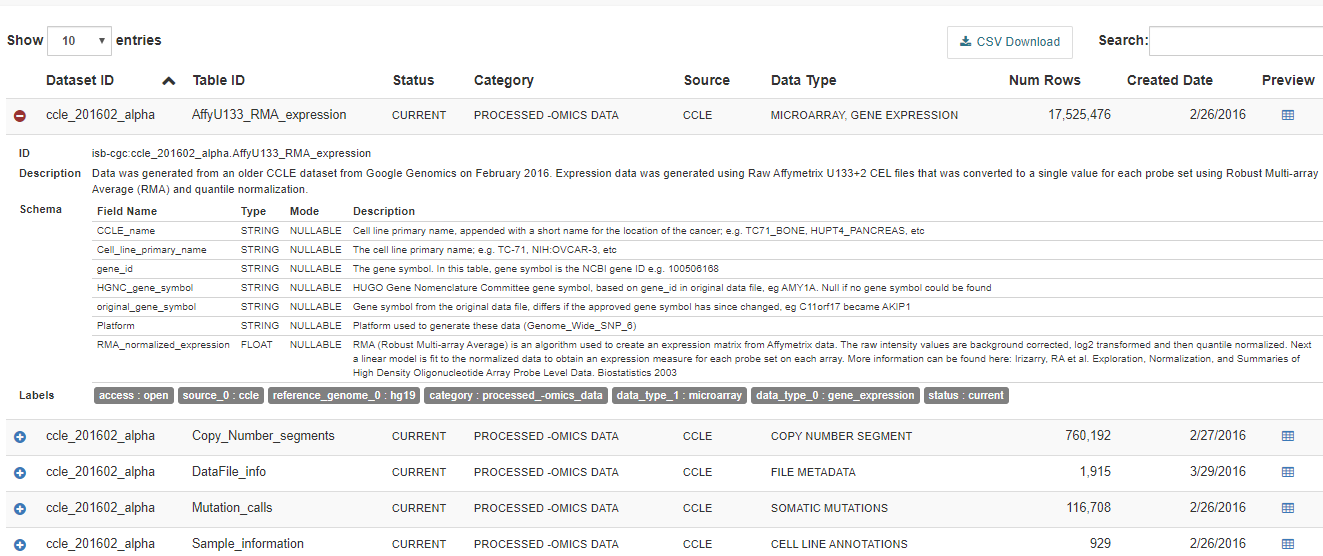 Show 10 entries CSV Download Search:
Dataset ID Table ID Status Category Source Data Type Num Rows Created Date Preview
ccle_201602_alpha AffyU133_RMA_expression CURRENT PROCESSED -OMICS DATA CCLE MICROARRAY, GENE EXPRESSION 17,525,476 2/26/2016
ID isb-cgc:ccle_201602_alpha.AffyU133_RMA_expression
Description Data was generated from an older CCLE dataset from Google Genomics on February 2016. Expression data was generated using Raw Affymetrix U133+2 CEL files that was converted to a single value for each probe set using Robust Multi-array
Average (RMA) and quantile normalization.
Schema Field Name Type Mode Description
CCLE_name STRING NULLABLE Cell line primary name, appended with a short name for the location of the cancer; e.g. TC71_BONE, HUPT4_PANCREAS, etc
Cell_line_primary_name STRING NULLABLE The cell line primary name; e.g. TC-71, NIH:OVCAR-3, etc
gene_id STRING NULLABLE The gene symbol. In this table, gene symbol is the NCBI gene ID e.g. 100506168
HGNC_gene_symbol STRING NULLABLE HUGO Gene Nomenclature Committee gene symbol, based on gene_id in original data file, eg AMY1A. Null if no gene symbol could be found
original_gene_symbol STRING NULLABLE Gene symbol from the original data file, differs if the approved gene symbol has since changed, eg C11orf17 became AKIP1
Platform STRING NULLABLE Platform used to generate these data (Genome_Wide_SNP_6)
RMA_normalized_expression FLOAT NULLABLE RMA (Robust Multi-array Average) is an algorithm used to create an expression matrix from Affymetrix data. The raw intensity values are background corrected, log2 transformed and then quantile normalized. Next
a linear model is fit to the normalized data to obtain an expression measure for each probe set on each array. More information can be found here: Irizarry, RA et al. Exploration, Normalization, and Summaries of
High Density Oligonucleotide Array Probe Level Data. Biostatistics 2003
Labels access : open source_0 : ccle reference_genome_0 : hg19 category : processed_-omics_data data_type_1 : microarray data_type_0 : gene_expression status : current
ccle_201602_alpha Copy_Number_segments CURRENT PROCESSED -OMICS DATA CCLE COPY NUMBER SEGMENT 760,192 2/27/2016
ccle_201602_alpha DataFile_info CURRENT PROCESSED -OMICS DATA CCLE FILE METADATA 1,915 3/29/2016
ccle_201602_alpha Mutation_calls CURRENT PROCESSED -OMICS DATA CCLE SOMATIC MUTATIONS 116,708 2/26/2016
ccle_201602_alpha Sample_information CURRENT PROCESSED -OMICS DATA CCLE CELL LINE ANNOTATIONS 929 2/26/2016